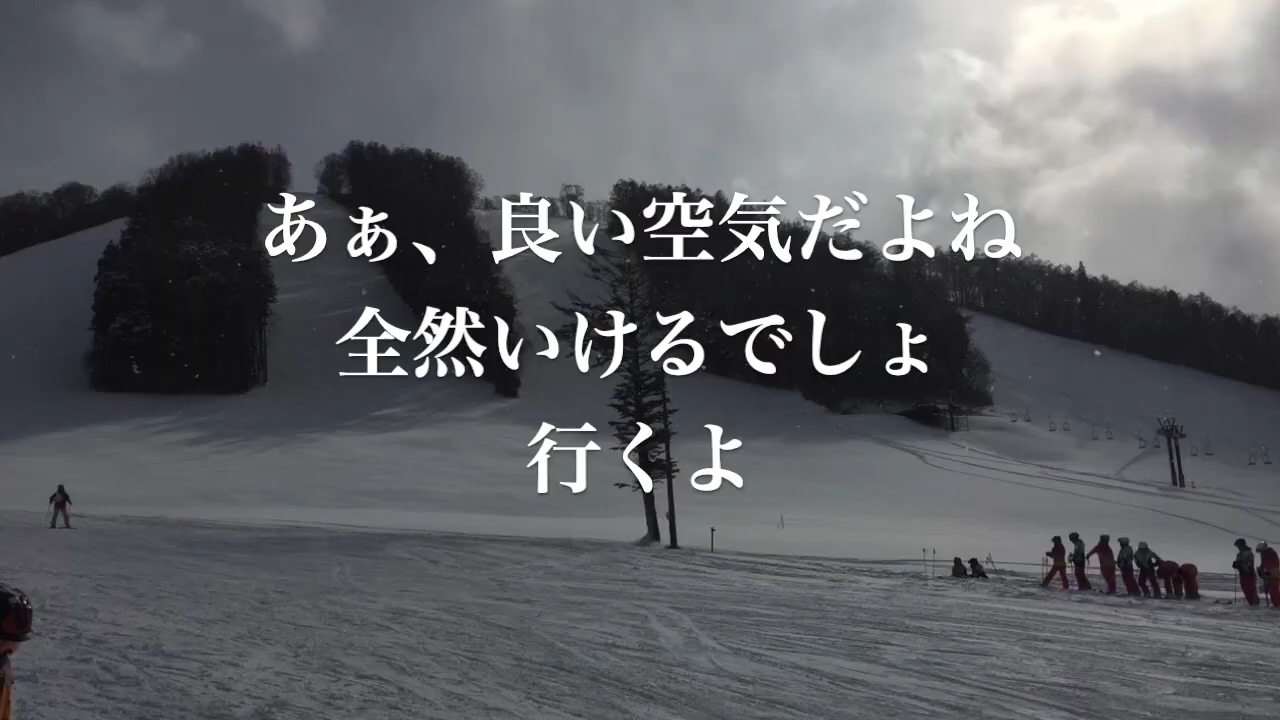 あぁ、良い空気だよね
全然いけるでしょ
行くよ